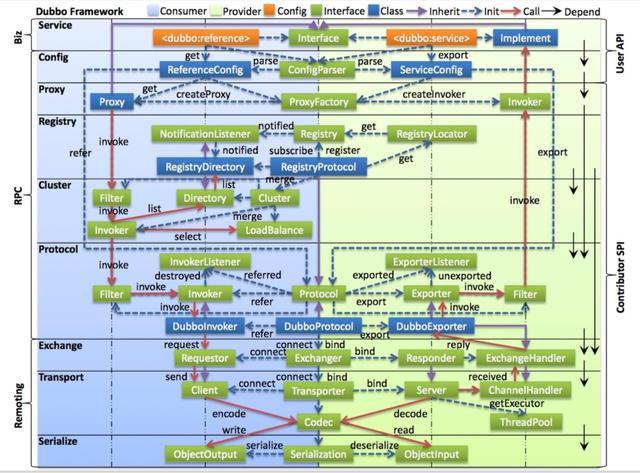 Dubbo Framework Consumer Provider Config Interface Class Inherit Init Call Depend
Biz
RPC
Remoting
User API
Contributor SPI
Service
<dubbo:reference> Interface <dubbo:service> Implement
Config
get parse parse export
ReferenceConfig ConfigParser ServiceConfig
Proxy
get createProxy createInvoker
Proxy ProxyFactory Invoker
Registry
notified get
NotificationListener Registry RegistryLocator
invoke
refer notified subscribe register get export
RegistryDirectory RegistryProtocol
Cluster
list merge
Filter Directory Cluster
invoke list merge invoke
Invoker select LoadBalance
Protocol
InvokerListener ExporterListener
invoke destroyed referred exported unexported
Filter invoke Invoker refer Protocol export Exporter invoke Filter
invoke invoke
DubboInvoker refer DubboProtocol export DubboExporter
Exchange
request connect bind reply
Requestor connect Exchanger bind Responder ExchangeHandler
Transport
send connect bind received
Client connect Transporter bind Server ChannelHandler
getExecutor
encode decode
Codec ThreadPool
write read
Serialize
serialize deserialize
ObjectOutput Serialization ObjectInput